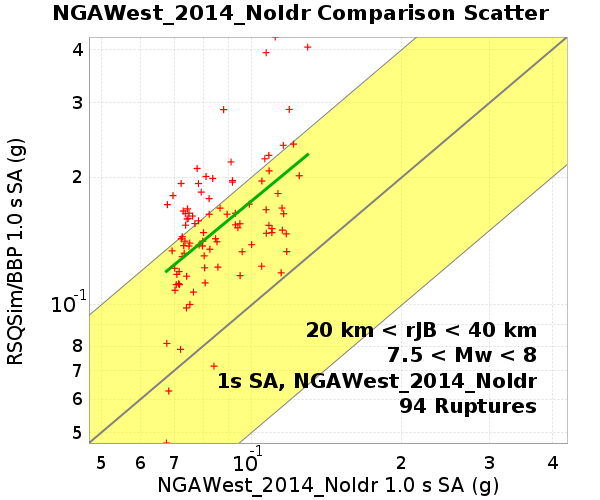 NGAWest_2014_NoIdr Comparison Scatter
RSQSim/BBP 1.0 s SA (g)
4
3
2
10-1
8
7
6
5
20 km < rJB < 40 km
7.5 < Mw < 8
1s SA, NGAWest_2014_NoIdr
94 Ruptures
5 6 7 10-1 2 3 4
NGAWest_2014_NoIdr 1.0 s SA (g)